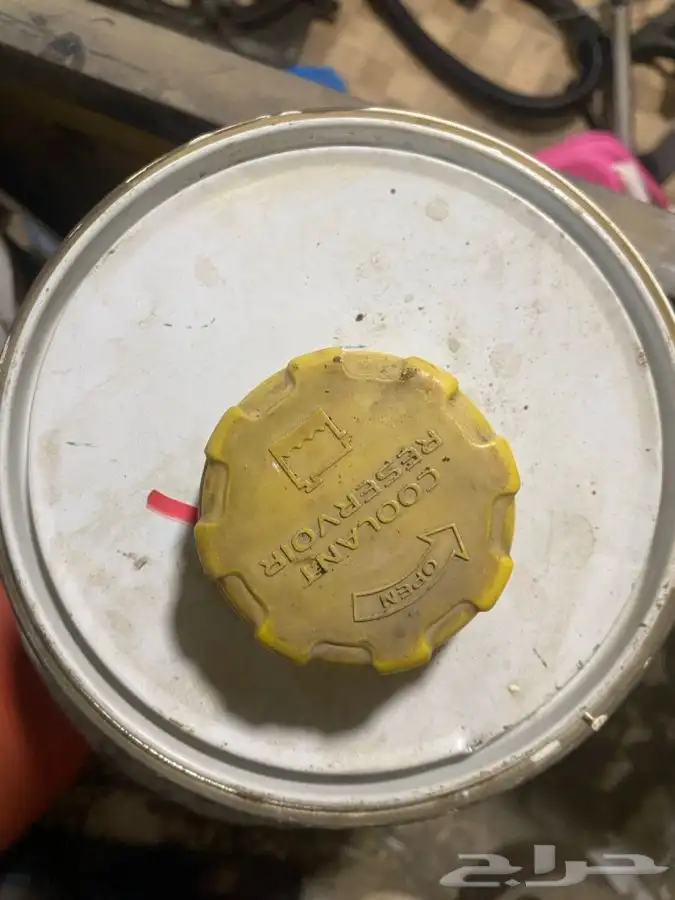 COOLANT
RESERVOIR
OPEN
حراج